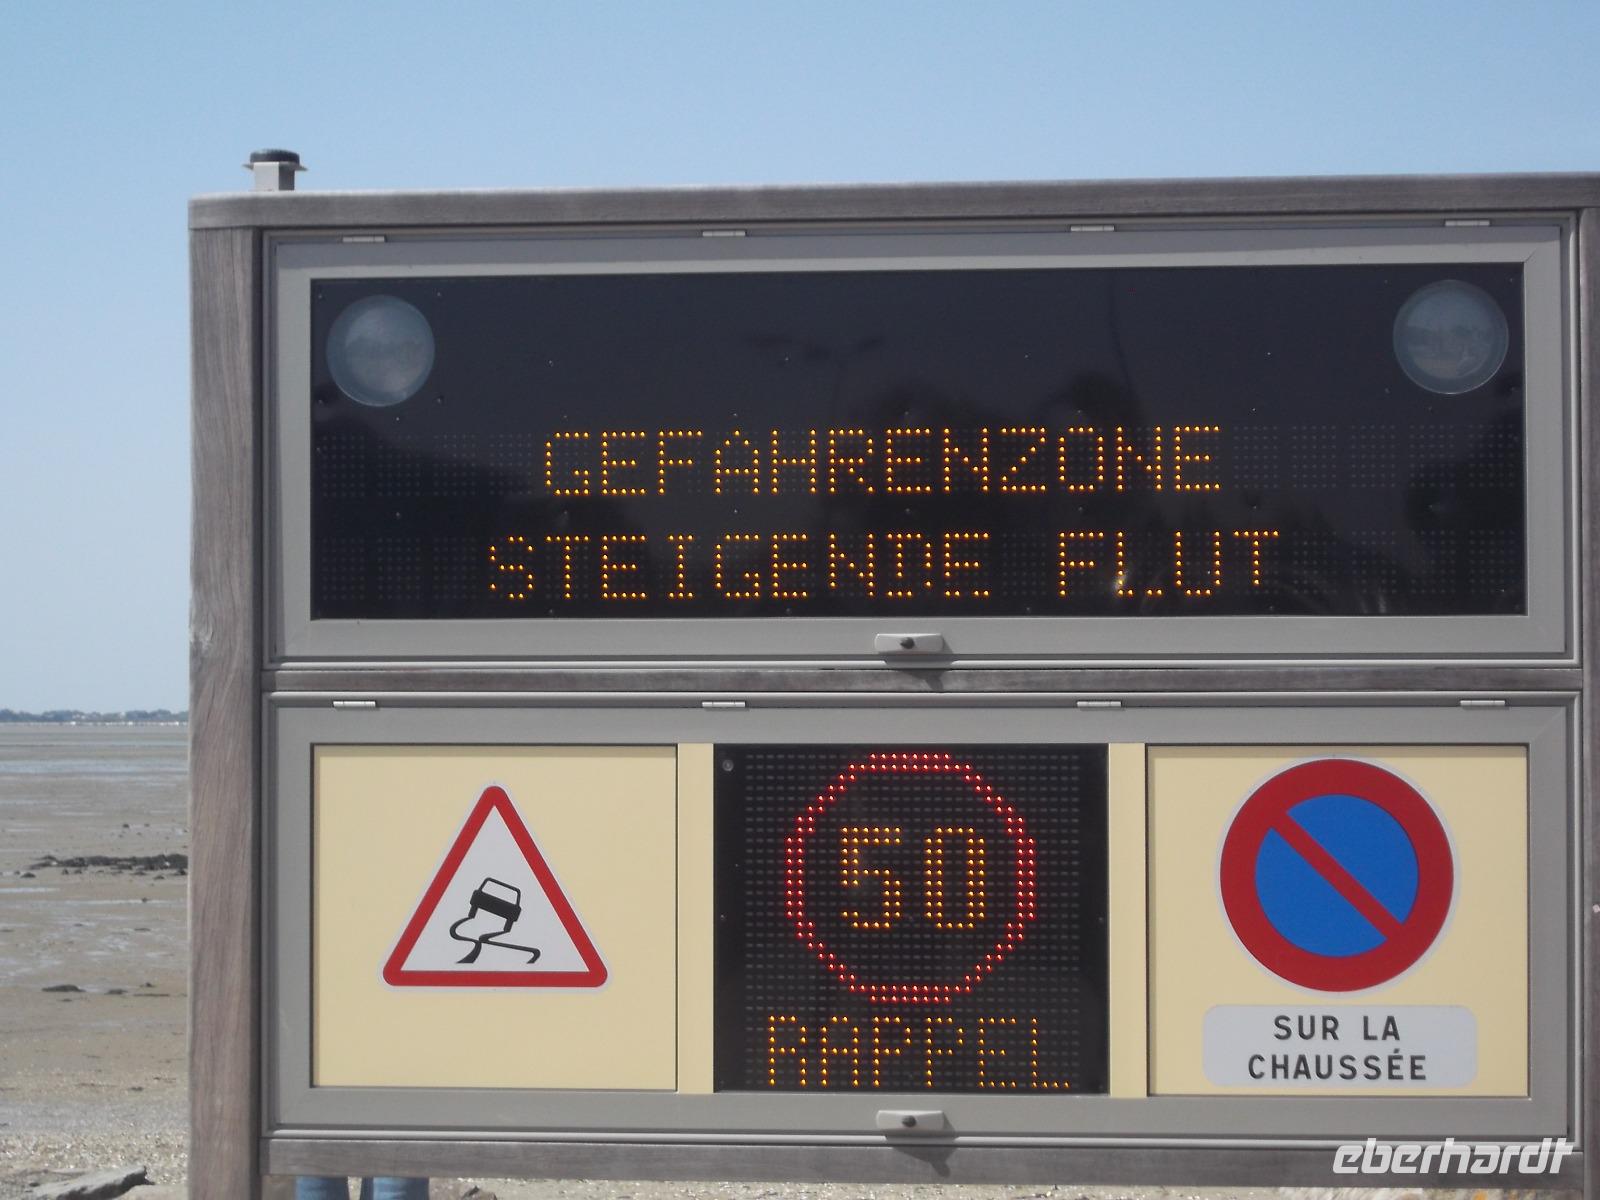 GEFAHRENZONE
STEIGENDE FLUT
50
RAPPEL
SUR LA
CHAUSSÉE
eberhardt